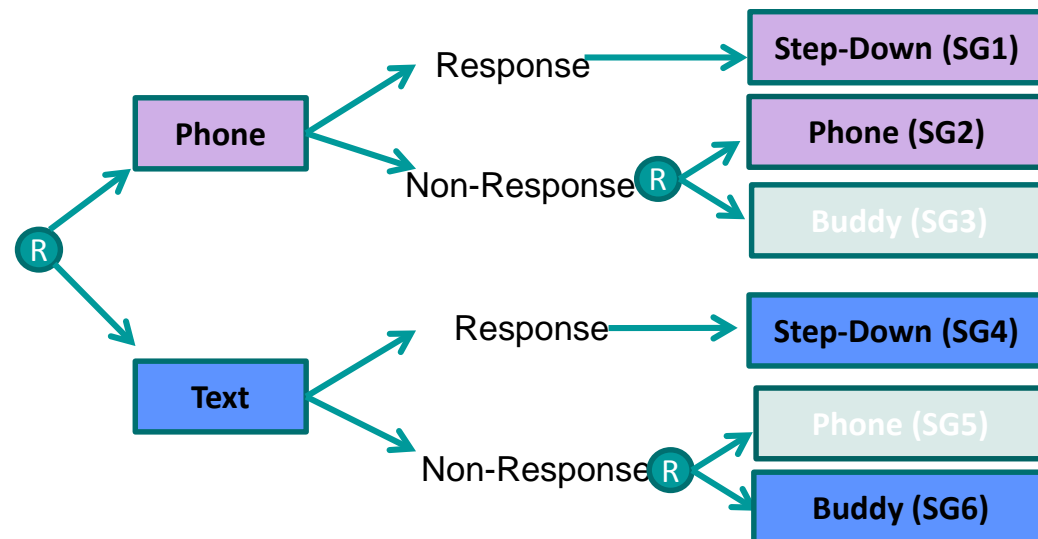 Response
Step-Down (SG1)
Phone
Phone (SG2)
Non-Response
R
Buddy (SG3)
R
Response
Step-Down (SG4)
Text
Phone (SG5)
Non-Response
R
Buddy (SG6)